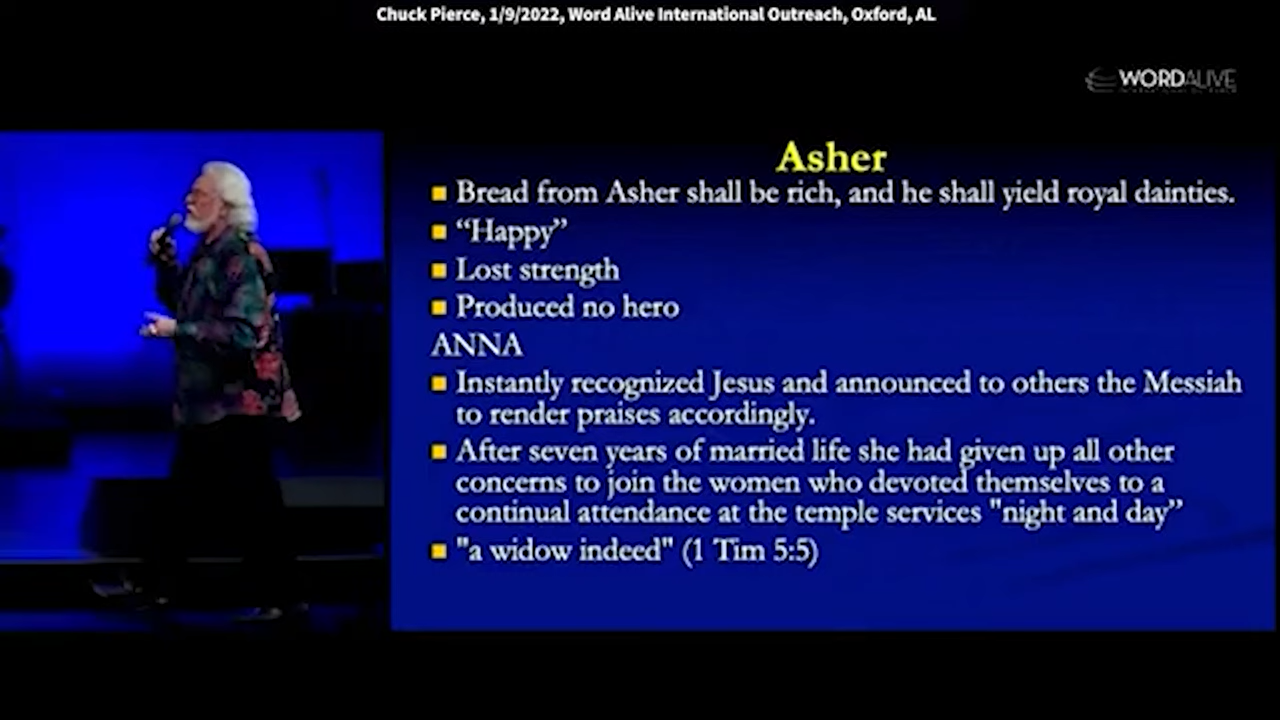 Chuck Pierce, 1/9/2022, Word Alive International Outreach, Oxford, AL
WORDALIVE
Asher
Bread from Asher shall be rich, and he shall yield royal dainties.
“Happy”
Lost strength
Produced no hero
ANNA
Instantly recognized Jesus and announced to others the Messiah
to render praises accordingly.
After seven years of married life she had given up all other
concerns to join the women who devoted themselves to a
continual attendance at the temple services "night and day”
"a widow indeed" (1 Tim 5:5)